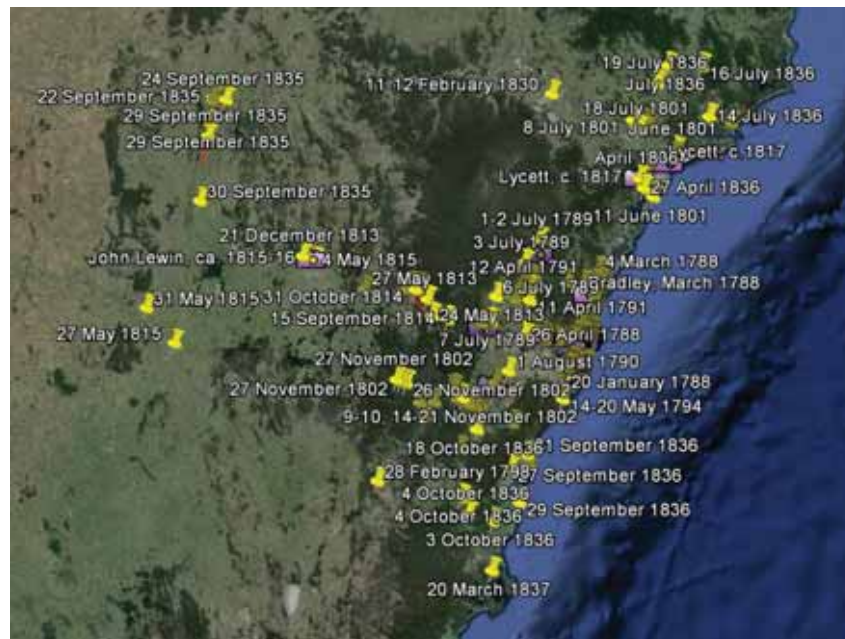 19 July 1836
24 September 1835
16 July 1836
11-12 February 1830
July 1836
22 September 1835
18 July 1801
14 July 1836
29 September 1835
8 July 1801
June 1801
29 September 1835
Lycett, c. 1817
April 1836
Lycett, c. 1817
27 April 1836
30 September 1835
1-2 July 1789
11 June 1801
21 December 1813
3 July 1789
John Lewin, ca. 1815-16
4 May 1815
12 April 1791
4 March 1788
27 May 1813
Bradley, March 1788
31 May 1815
31 October 1814
6 July 1789
11 April 1791
15 September 1814
24 May 1813
27 May 1815
7 July 1789
26 April 1788
27 November 1802
1 August 1790
27 November 1802
26 November 1802
20 January 1788
14-20 May 1794
9-10, 14-21 November 1802
18 October 1836
1 September 1836
28 February 1798
27 September 1836
4 October 1836
4 October 1836
29 September 1836
3 October 1836
20 March 1837